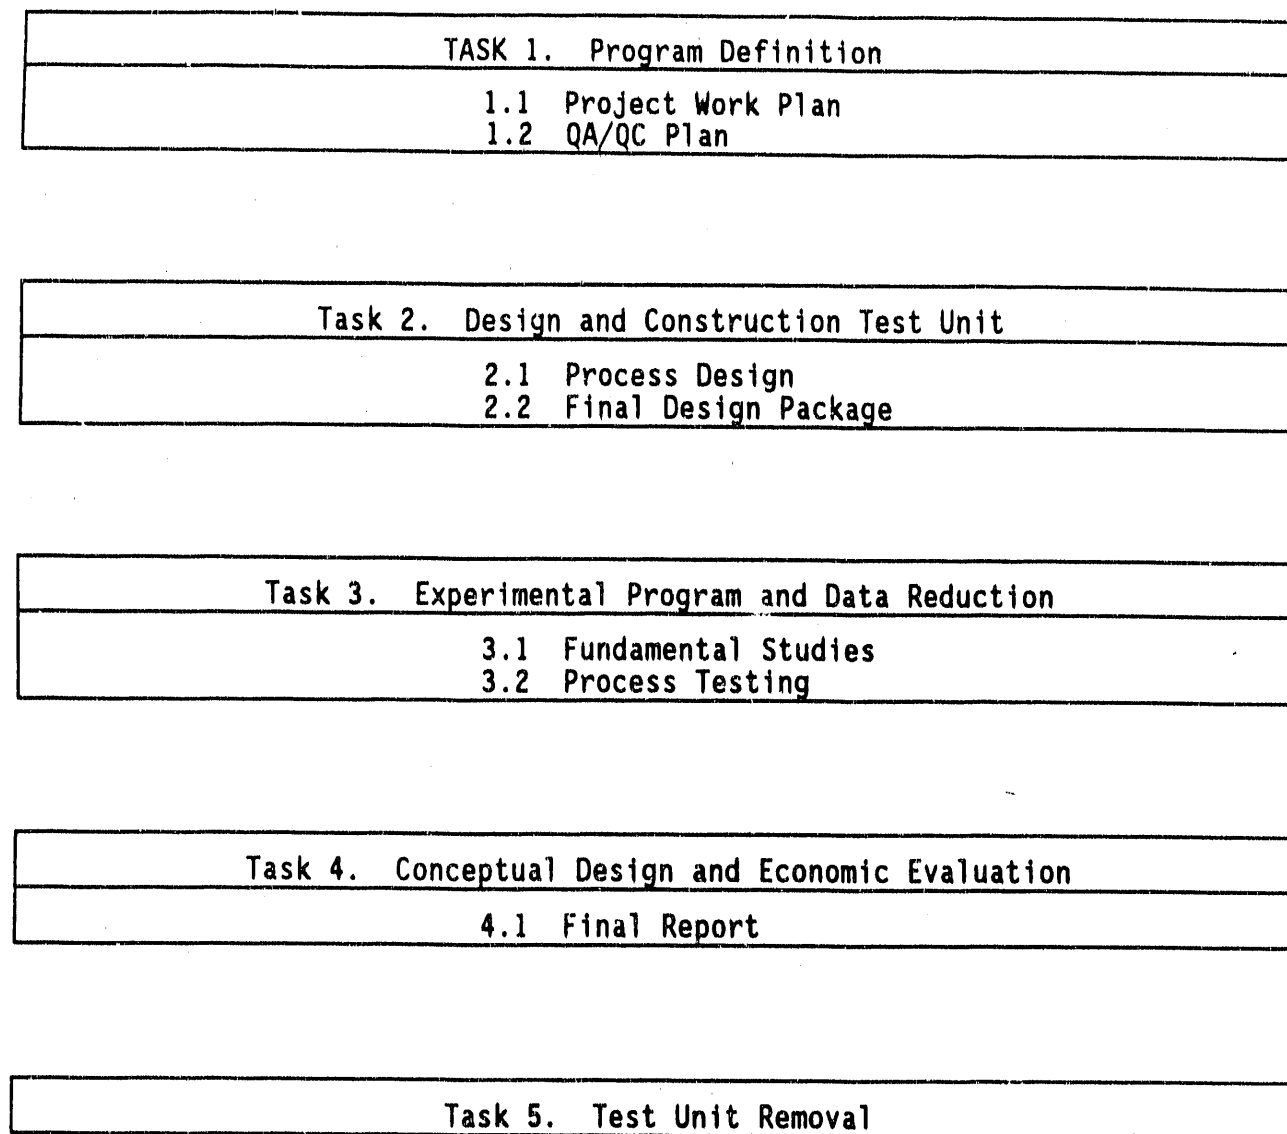 TASK 1. Program Definition
1.1 Project Work Plan
1.2 QA/QC Plan
Task 2. Design and Construction Test Unit
2.1 Process Design
2.2 Final Design Package
Task 3. Experimental Program and Data Reduction
3.1 Fundamental Studies
3.2 Process Testing
Task 4. Conceptual Design and Economic Evaluation
4.1 Final Report
Task 5. Test Unit Removal